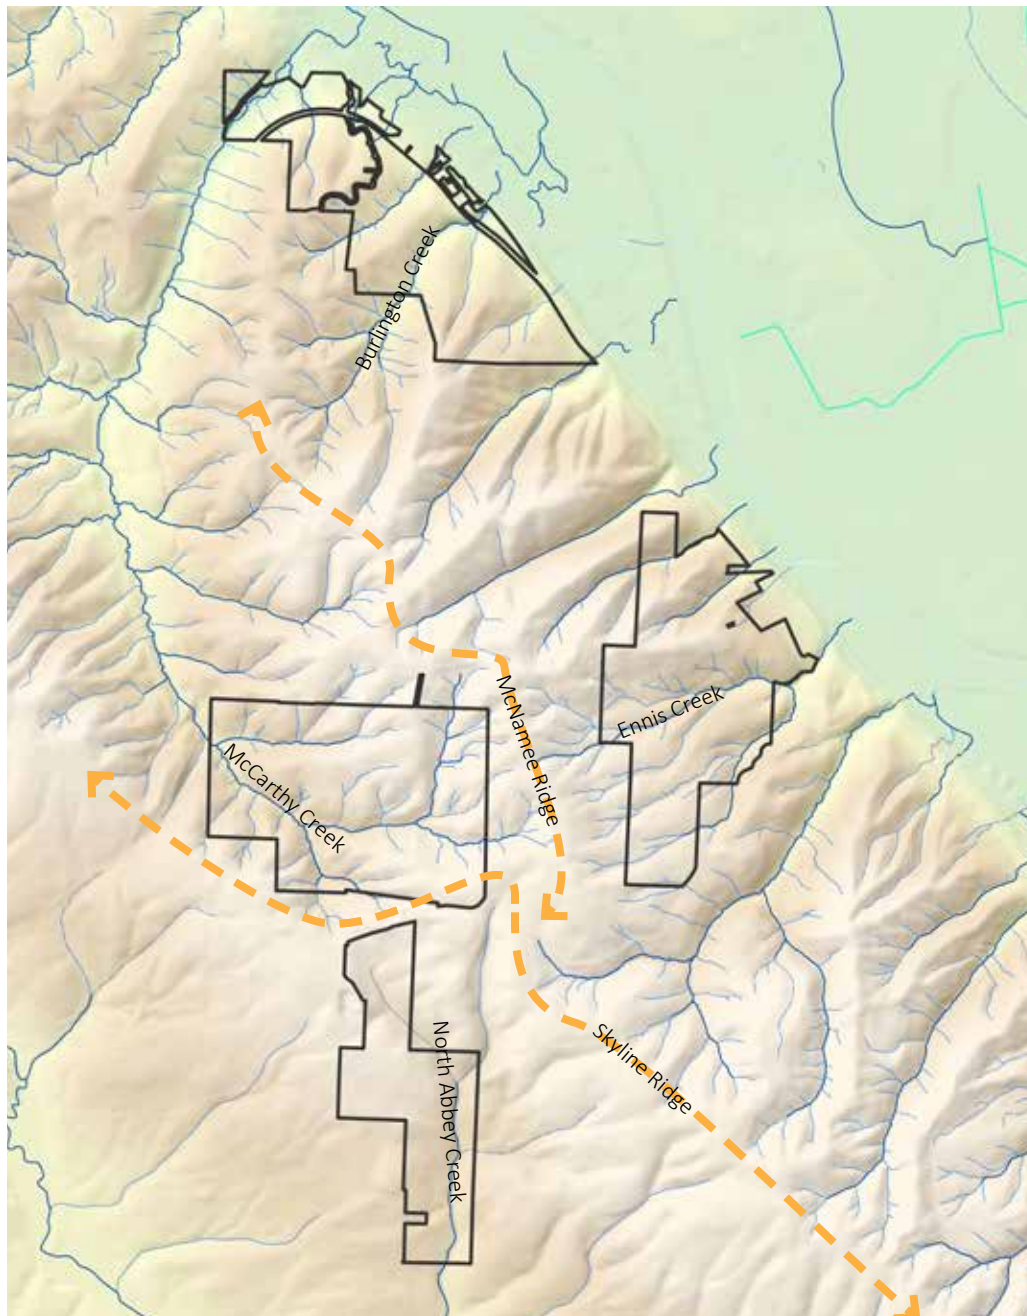 Burlington Creek
McNamee Ridge
Ennis Creek
McCarthy Creek
North Abbey Creek
Skyline Ridge